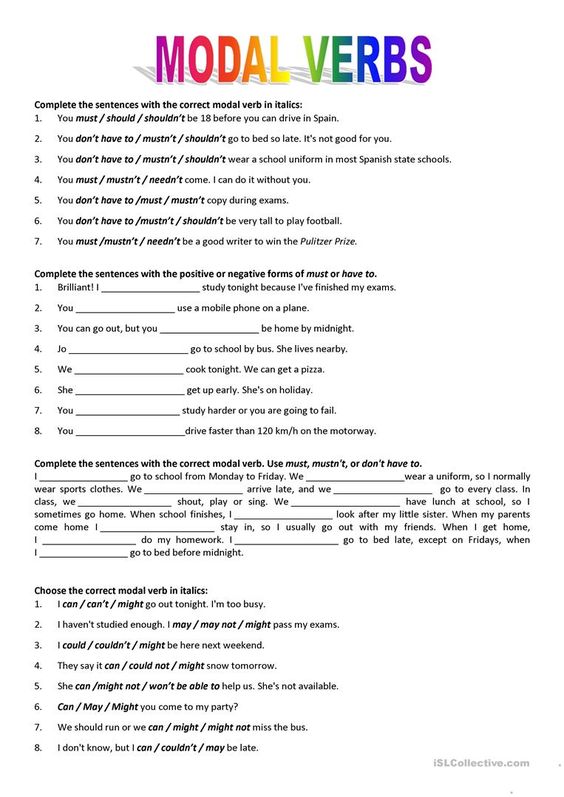 MODAL VERBS
Complete the sentences with the correct modal verb in italics:
1. You must / should / shouldn't be 18 before you can drive in Spain.
2. You don't have to / mustn't / shouldn't go to bed so late. It's not good for you.
3. You don't have to / mustn't / shouldn't wear a school uniform in most Spanish state schools.
4. You must / mustn't / needn't come. I can do it without you.
5. You don't have to /must / mustn't copy during exams.
6. You don't have to /mustn't / shouldn't be very tall to play football.
7. You must /mustn't / needn't be a good writer to win the Pulitzer Prize.
Complete the sentences with the positive or negative forms of must or have to.
1. Brilliant! I ____________________ study tonight because I've finished my exams.
2. You ____________________ use a mobile phone on a plane.
3. You can go out, but you ____________________ be home by midnight.
4. Jo ________________________ go to school by bus. She lives nearby.
5. We ______________________ cook tonight. We can get a pizza.
6. She ______________________ get up early. She's on holiday.
7. You _____________________ study harder or you are going to fail.
8. You ______________________drive faster than 120 km/h on the motorway.
Complete the sentences with the correct modal verb. Use must, mustn't, or don't have to.
I __________________ go to school from Monday to Friday. We ____________________wear a uniform, so I normally
wear sports clothes. We ____________________ arrive late, and we ____________________ go to every class. In
class, we ___________________ shout, play or sing. We ______________________ have lunch at school, so I
sometimes go home. When school finishes, I ____________________ look after my little sister. When my parents
come home I _______________________ stay in, so I usually go out with my friends. When I get home,
I ___________________ do my homework. I _____________________ go to bed late, except on Fridays, when
I __________________ go to bed before midnight.
Choose the correct modal verb in italics:
1. I can / can't / might go out tonight. I'm too busy.
2. I haven't studied enough. I may / may not / might pass my exams.
3. I could / couldn't / might be here next weekend.
4. They say it can / could not / might snow tomorrow.
5. She can /might not / won't be able to help us. She's not available.
6. Can / May / Might you come to my party?
7. We should run or we can / might / might not miss the bus.
8. I don't know, but I can / couldn't / may be late.
iSLCollective.com